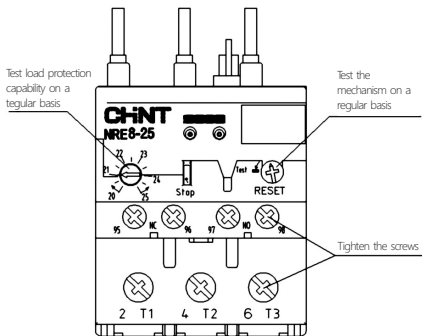 Test load protection
capability on a
tegular basis
Test the
mechanism on a
regular basis
CHNT
NRE8-25
22 23
21 24
20 25
Test
Stop
RESET
95 NC 96 97 NO 98
Tighten the screws
2 T1 4 T2 6 T3